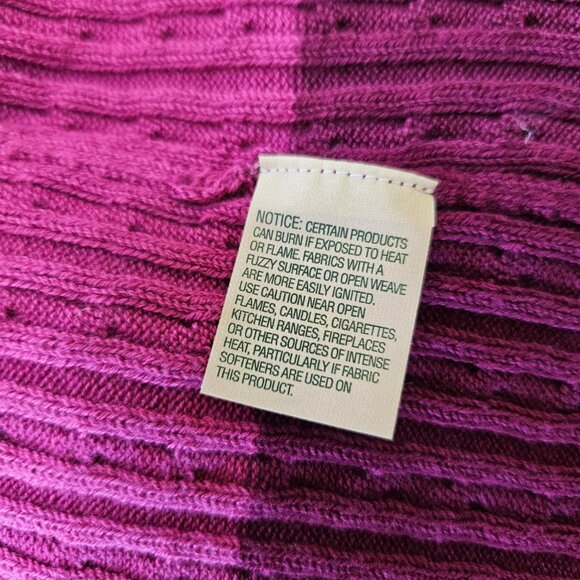 NOTICE: CERTAIN PRODUCTS
CAN BURN IF EXPOSED TO HEAT
OR FLAME. FABRICS WITH A
FUZZY SURFACE OR OPEN WEAVE
ARE MORE EASILY IGNITED.
USE CAUTION NEAR OPEN
FLAMES, CANDLES, CIGARETTES,
KITCHEN RANGES, FIREPLACES
OR OTHER SOURCES OF INTENSE
HEAT, PARTICULARLY IF FABRIC
SOFTENERS ARE USED ON
THIS PRODUCT.